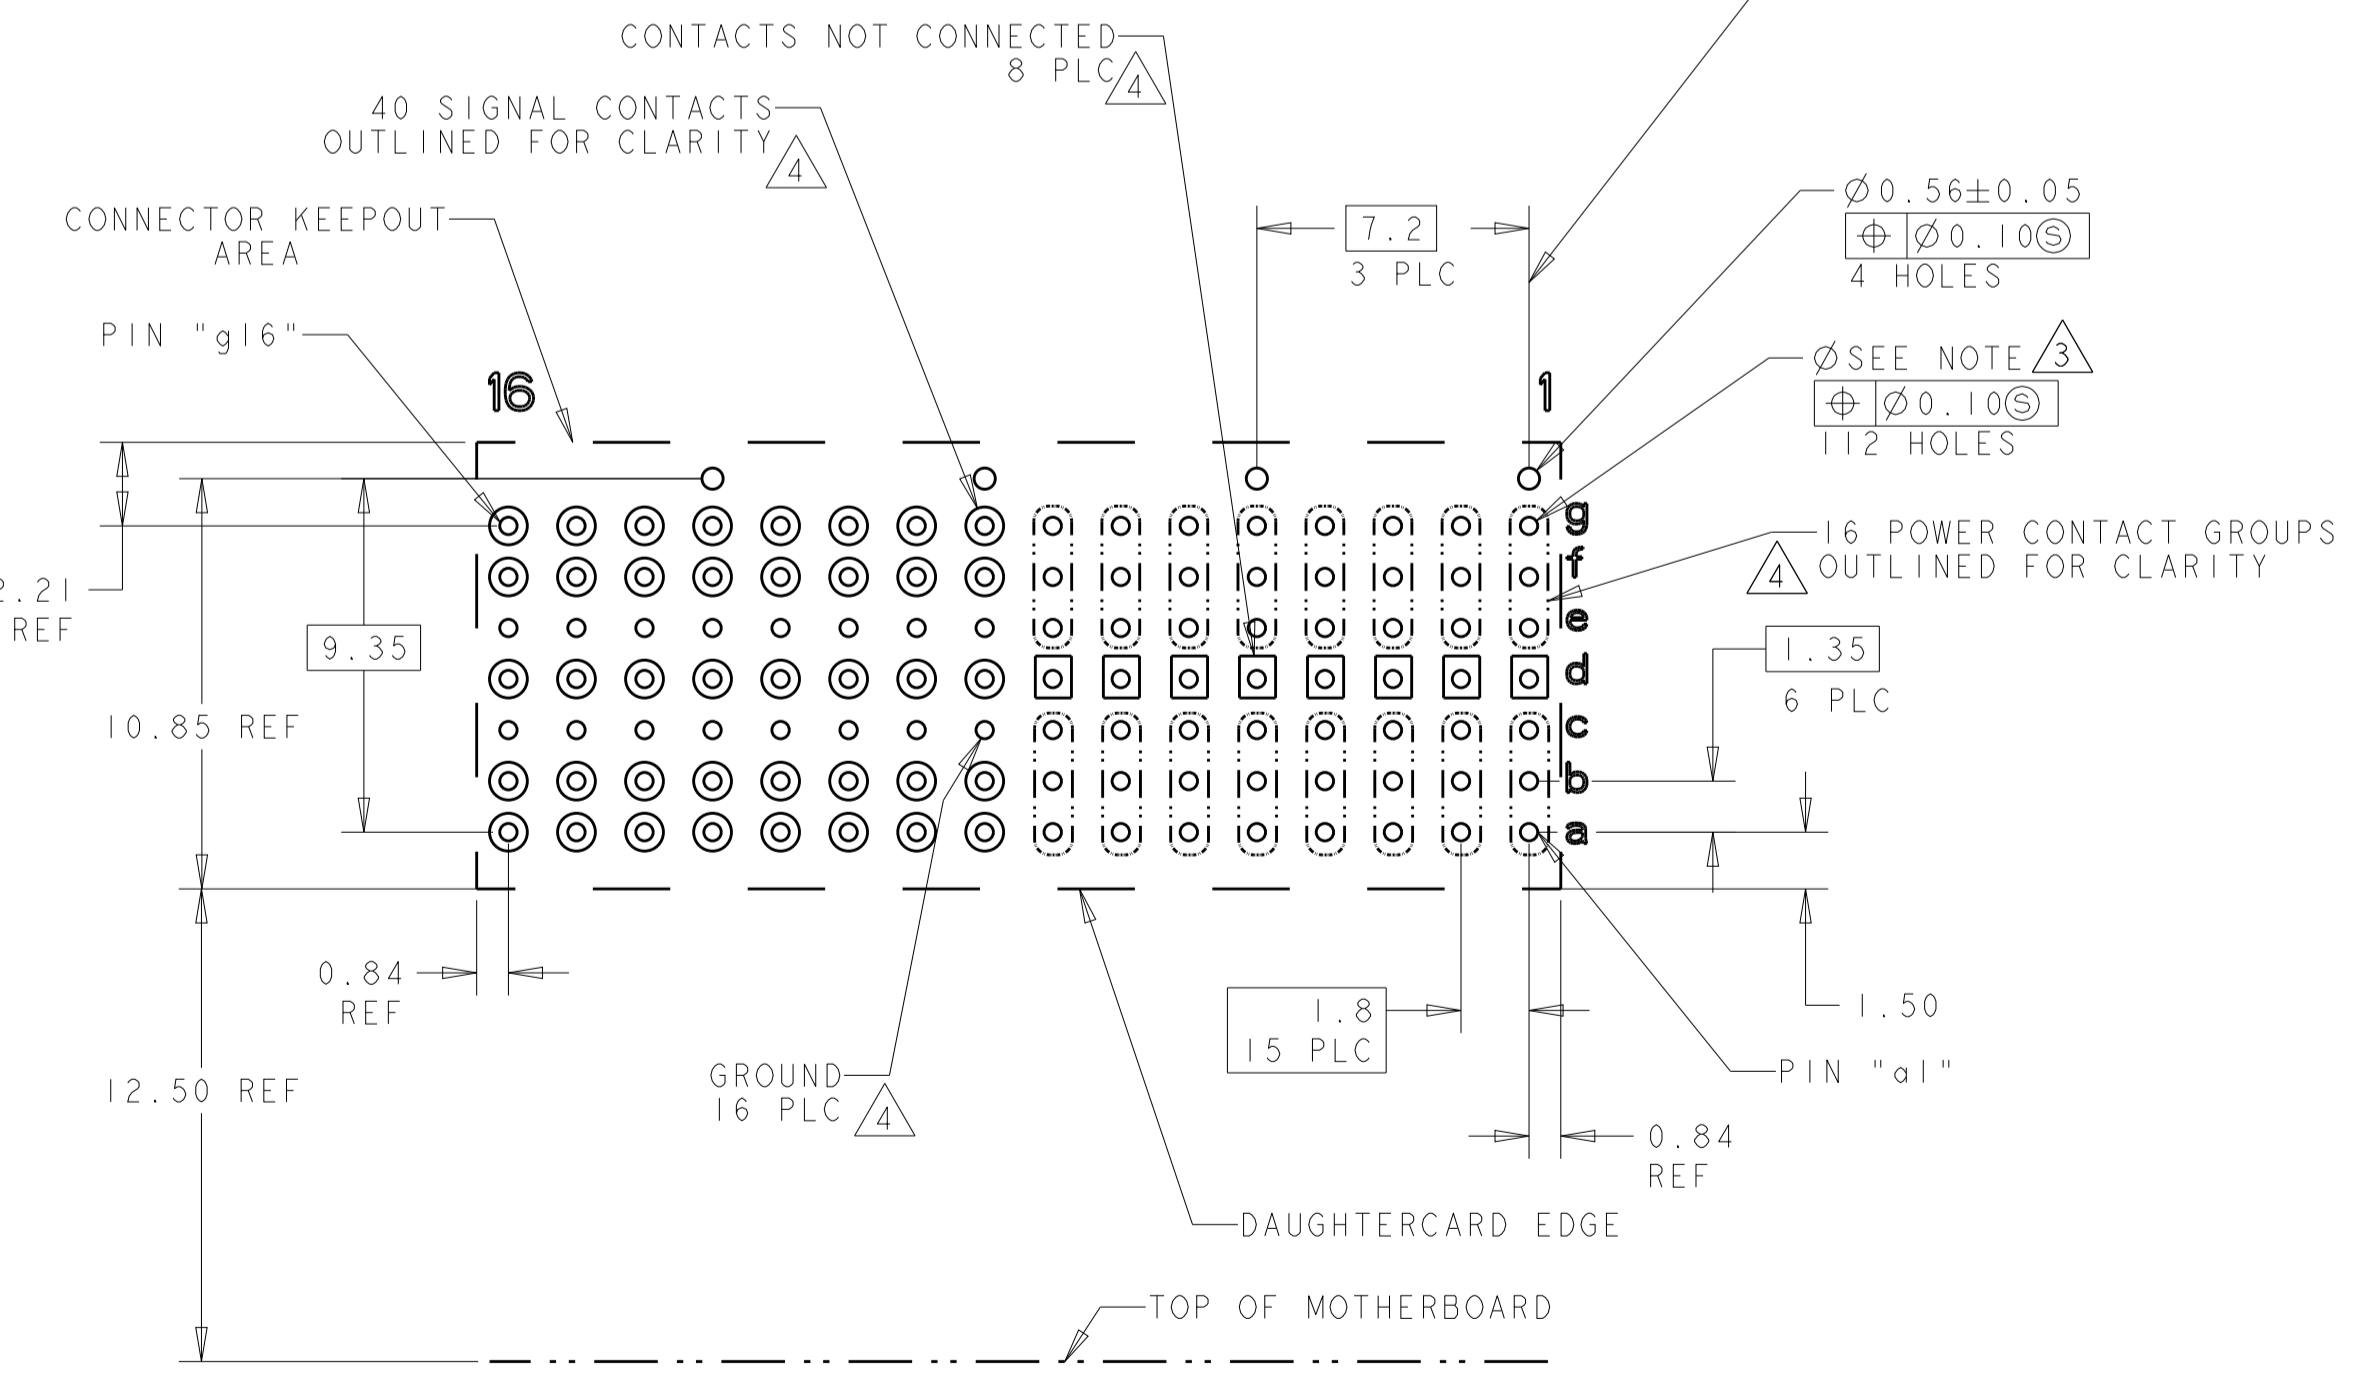 CONTACTS NOT CONNECTED
8 PLC 4
40 SIGNAL CONTACTS
OUTLINED FOR CLARITY 4
CONNECTOR KEEPOUT
AREA
PIN "g16"
16
1
7.2
3 PLC
Ø0.56±0.05
⌖ Ø0.10Ⓢ
4 HOLES
ØSEE NOTE 3
⌖ Ø0.10Ⓢ
112 HOLES
g
f
e
d
c
b
a
16 POWER CONTACT GROUPS
4 OUTLINED FOR CLARITY
2.21
REF
9.35
10.85 REF
1.35
6 PLC
0.84
REF
12.50 REF
GROUND
16 PLC 4
1.8
15 PLC
1.50
PIN "a1"
0.84
REF
DAUGHTERCARD EDGE
TOP OF MOTHERBOARD